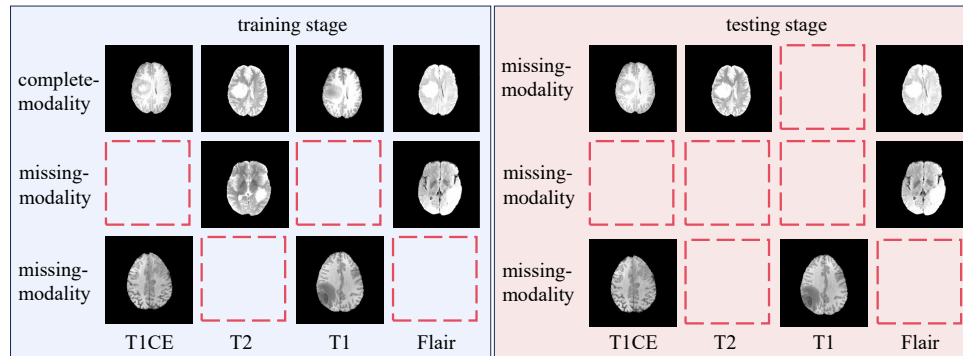 training stage
complete-
modality
missing-
modality
missing-
modality
T1CE T2 T1 Flair
testing stage
missing-
modality
missing-
modality
missing-
modality
T1CE T2 T1 Flair